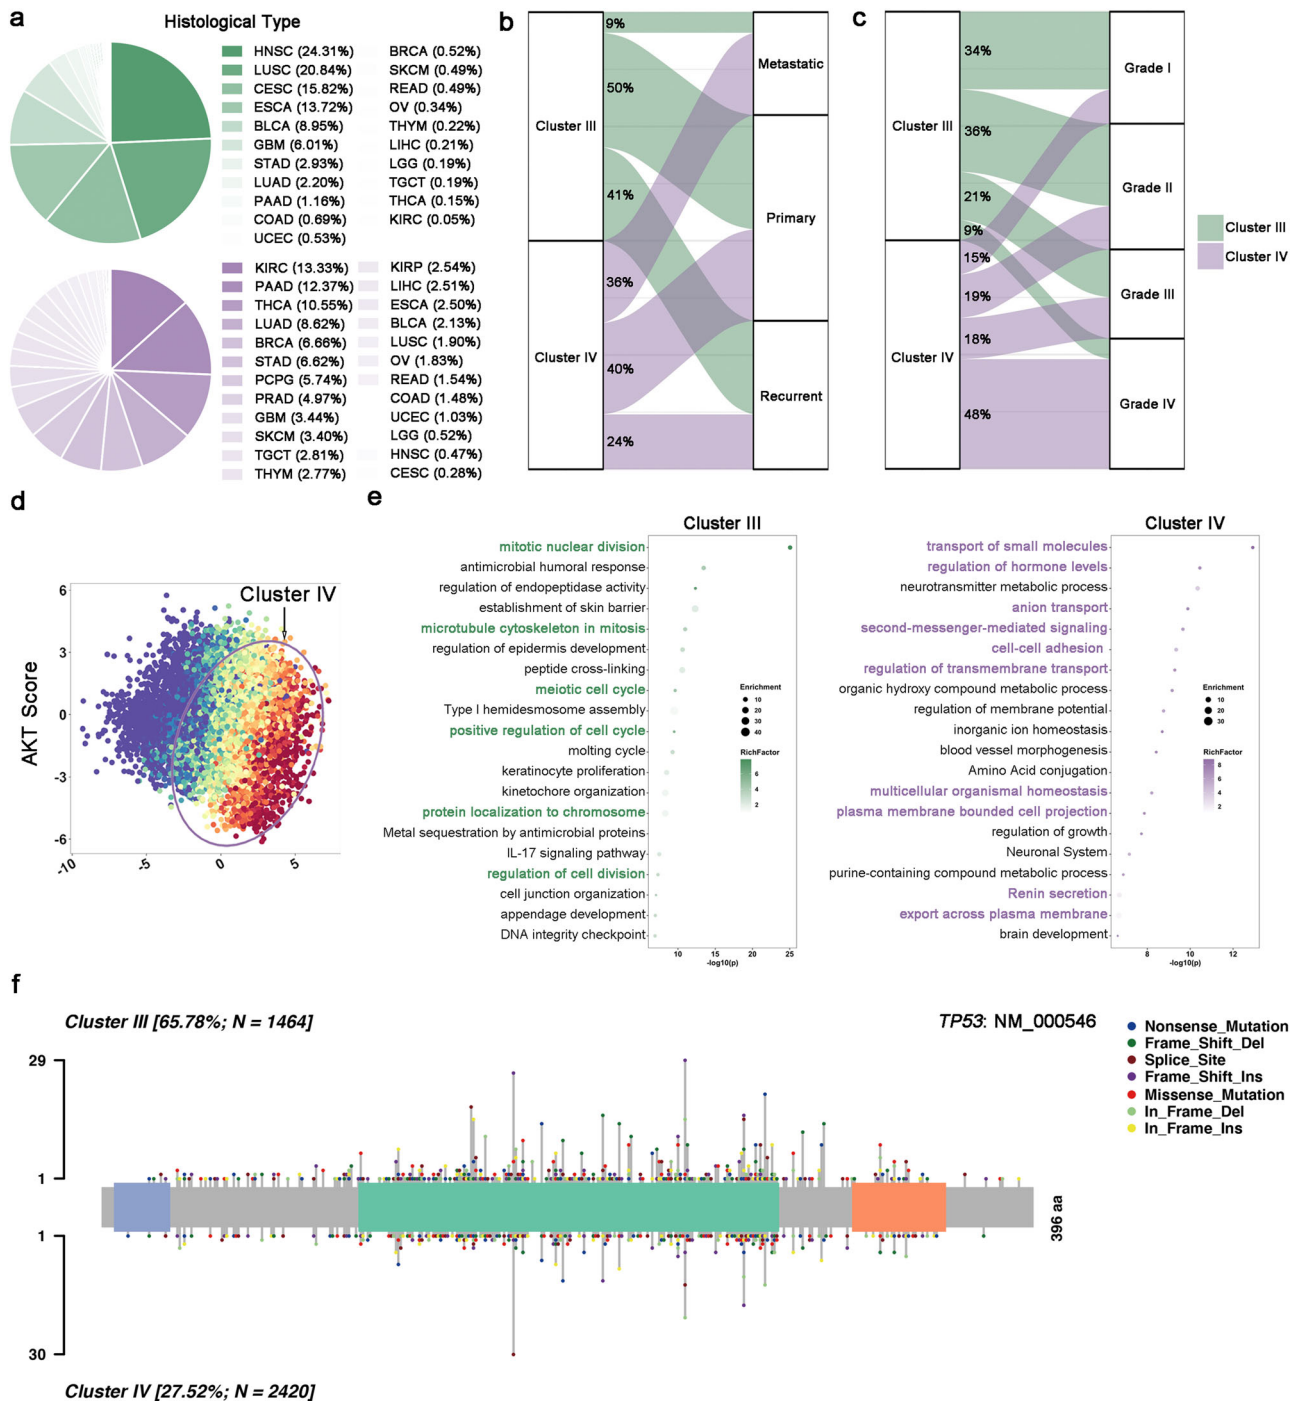 a
Histological Type
HNSC (24.31%)
LUSC (20.84%)
CESC (15.82%)
ESCA (13.72%)
BLCA (8.95%)
GBM (6.01%)
STAD (2.93%)
LUAD (2.20%)
PAAD (1.16%)
COAD (0.69%)
UCEC (0.53%)
BRCA (0.52%)
SKCM (0.49%)
READ (0.49%)
OV (0.34%)
THYM (0.22%)
LIHC (0.21%)
LGG (0.19%)
TGCT (0.19%)
THCA (0.15%)
KIRC (0.05%)
KIRC (13.33%)
PAAD (12.37%)
THCA (10.55%)
LUAD (8.62%)
BRCA (6.66%)
STAD (6.62%)
PCPG (5.74%)
PRAD (4.97%)
GBM (3.44%)
SKCM (3.40%)
TGCT (2.81%)
THYM (2.77%)
KIRP (2.54%)
LIHC (2.51%)
ESCA (2.50%)
BLCA (2.13%)
LUSC (1.90%)
OV (1.83%)
READ (1.54%)
COAD (1.48%)
UCEC (1.03%)
LGG (0.52%)
HNSC (0.47%)
CESC (0.28%)
b
Cluster III
Cluster IV
9%
50%
41%
36%
40%
24%
Metastatic
Primary
Recurrent
c
Cluster III
Cluster IV
34%
36%
21%
9%
15%
19%
18%
48%
Grade I
Grade II
Grade III
Grade IV
Cluster III
Cluster IV
d
Cluster IV
AKT Score
6
3
0
-3
-6
-10
-5
0
5
e
Cluster III
mitotic nuclear division
antimicrobial humoral response
regulation of endopeptidase activity
establishment of skin barrier
microtubule cytoskeleton in mitosis
regulation of epidermis development
peptide cross-linking
meiotic cell cycle
Type I hemidesmosome assembly
positive regulation of cell cycle
molting cycle
keratinocyte proliferation
kinetochore organization
protein localization to chromosome
Metal sequestration by antimicrobial proteins
IL-17 signaling pathway
regulation of cell division
cell junction organization
appendage development
DNA integrity checkpoint
Enrichment
10
20
30
40
RichFactor
6
4
2
10
15
20
25
-log10(p)
Cluster IV
transport of small molecules
regulation of hormone levels
neurotransmitter metabolic process
anion transport
second-messenger-mediated signaling
cell-cell adhesion
regulation of transmembrane transport
organic hydroxy compound metabolic process
regulation of membrane potential
inorganic ion homeostasis
blood vessel morphogenesis
Amino Acid conjugation
multicellular organismal homeostasis
plasma membrane bounded cell projection
regulation of growth
Neuronal System
purine-containing compound metabolic process
Renin secretion
export across plasma membrane
brain development
Enrichment
10
20
30
RichFactor
8
6
4
2
8
10
12
-log10(p)
f
Cluster III [65.78%; N = 1464]
TP53: NM_000546
Nonsense_Mutation
Frame_Shift_Del
Splice_Site
Frame_Shift_Ins
Missense_Mutation
In_Frame_Del
In_Frame_Ins
29
1
1
30
396 aa
Cluster IV [27.52%; N = 2420]